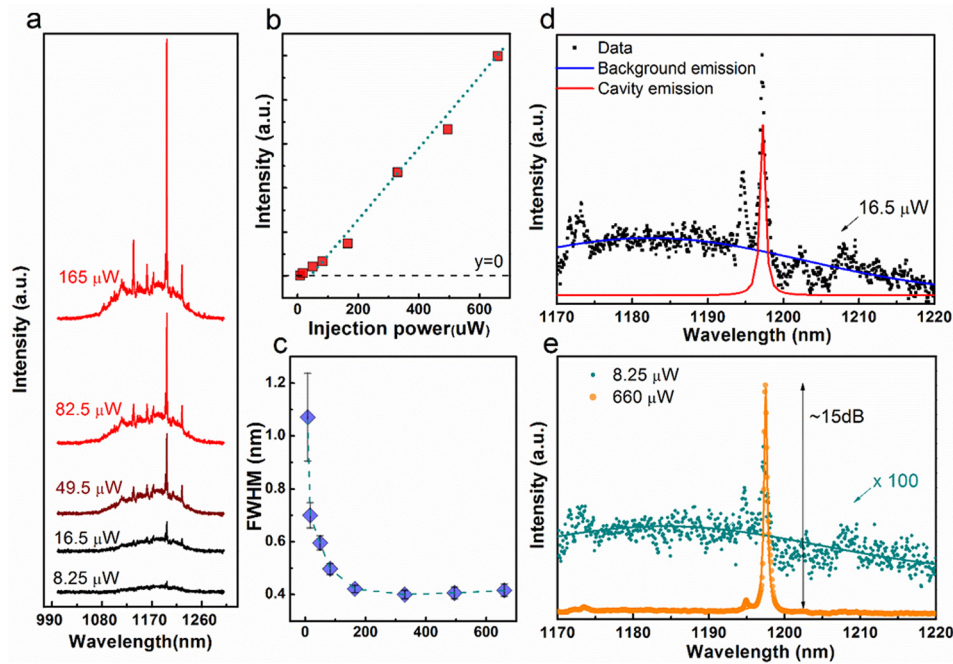 a
Intensity (a.u.)
165 μW
82.5 μW
49.5 μW
16.5 μW
8.25 μW
990 1080 1170 1260
Wavelength(nm)
b
Intensity (a.u.)
y=0
0 200 400 600
Injection power(uW)
c
FWHM (nm)
1.2
1.0
0.8
0.6
0.4
0 200 400 600
d
Intensity (a.u.)
Data
Background emission
Cavity emission
16.5 μW
1170 1180 1190 1200 1210 1220
Wavelength (nm)
e
Intensity (a.u.)
8.25 μW
660 μW
~15dB
x 100
1170 1180 1190 1200 1210 1220
Wavelength (nm)